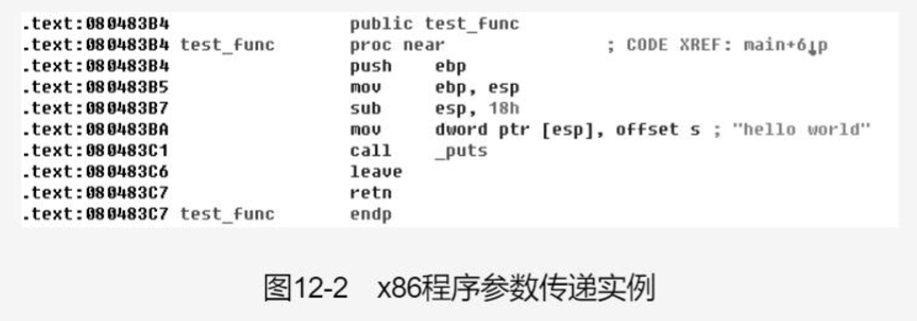 .text:080483B4 public test_func
.text:080483B4 test_func proc near ; CODE XREF: main+6↓p
.text:080483B4 push ebp
.text:080483B5 mov ebp, esp
.text:080483B7 sub esp, 18h
.text:080483BA mov dword ptr [esp], offset s ; "hello world"
.text:080483C1 call _puts
.text:080483C6 leave
.text:080483C7 retn
.text:080483C7 test_func endp
图12-2 x86程序参数传递实例